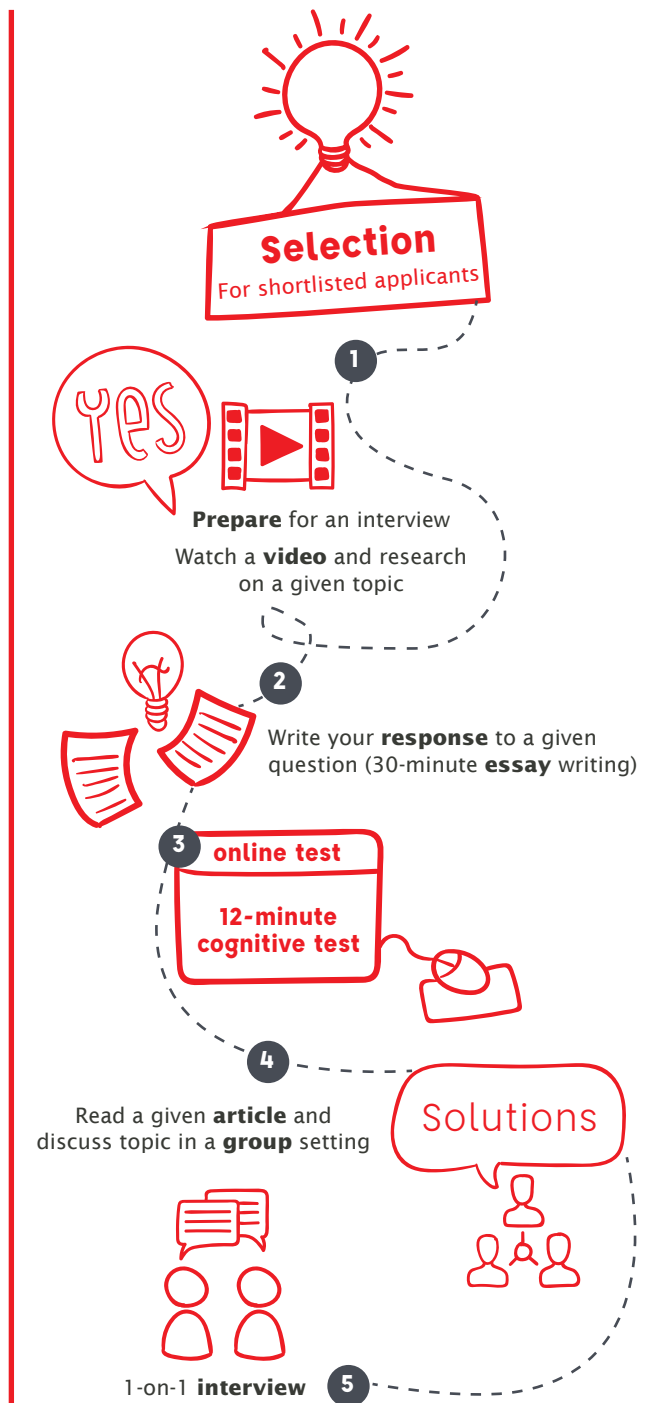 Selection
For shortlisted applicants
1
Yes
Prepare for an interview
Watch a video and research
on a given topic
2
Write your response to a given
question (30-minute essay writing)
3
online test
12-minute
cognitive test
4
Read a given article and
discuss topic in a group setting
Solutions
1-on-1 interview
5